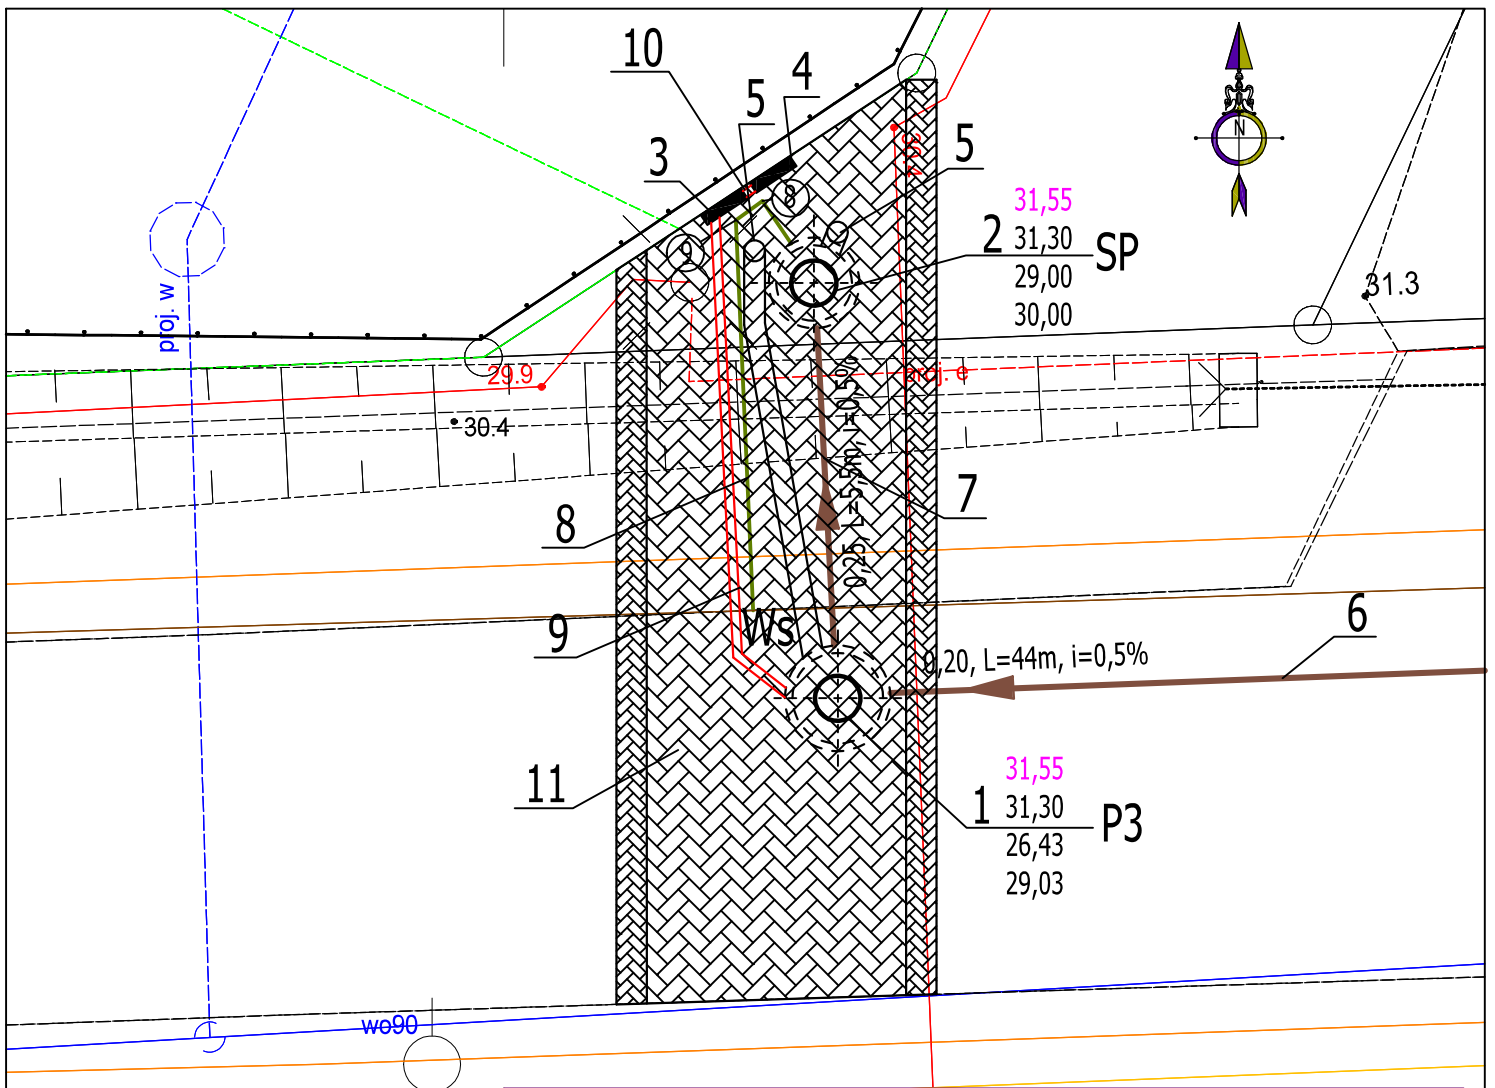 10
4
5
3
5
N
30.4
8
9
31,55
2 31,30 SP
29,00
30,00
31.3
proj. w
29.9
proj. e
30.4
0,25, L=5,5m, i=0,5%
7
8
9
Ws
6
0,20, L=44m, i=0,5%
11
31,55
1 31,30 P3
26,43
29,03
wo90